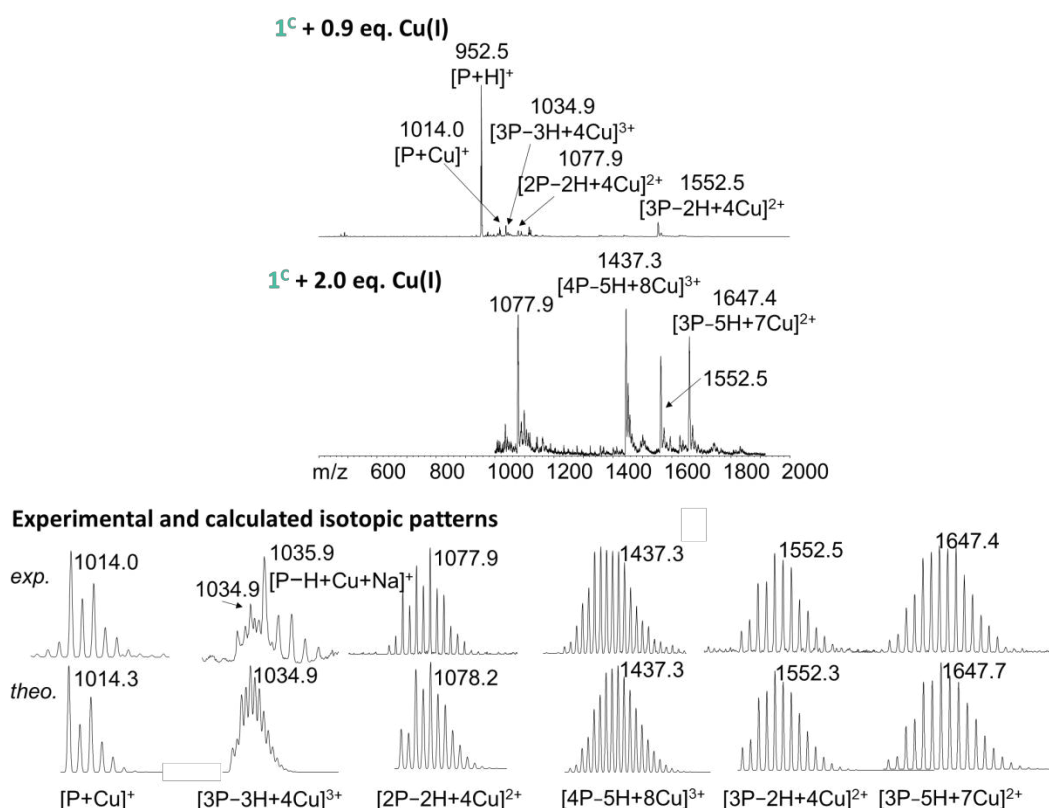 1ᶜ + 0.9 eq. Cu(I)
952.5
[P+H]⁺
1034.9
[3P−3H+4Cu]³⁺
1014.0
[P+Cu]⁺
1077.9
[2P−2H+4Cu]²⁺
1552.5
[3P−2H+4Cu]²⁺
1ᶜ + 2.0 eq. Cu(I)
1437.3
[4P−5H+8Cu]³⁺
1077.9
1647.4
[3P−5H+7Cu]²⁺
1552.5
m/z 600 800 1000 1200 1400 1600 1800 2000
Experimental and calculated isotopic patterns
exp. 1014.0 1034.9 1035.9 1077.9 1437.3 1552.5 1647.4
[P−H+Cu+Na]⁺
theo. 1014.3 1034.9 1078.2 1437.3 1552.3 1647.7
[P+Cu]⁺ [3P−3H+4Cu]³⁺ [2P−2H+4Cu]²⁺ [4P−5H+8Cu]³⁺ [3P−2H+4Cu]²⁺ [3P−5H+7Cu]²⁺